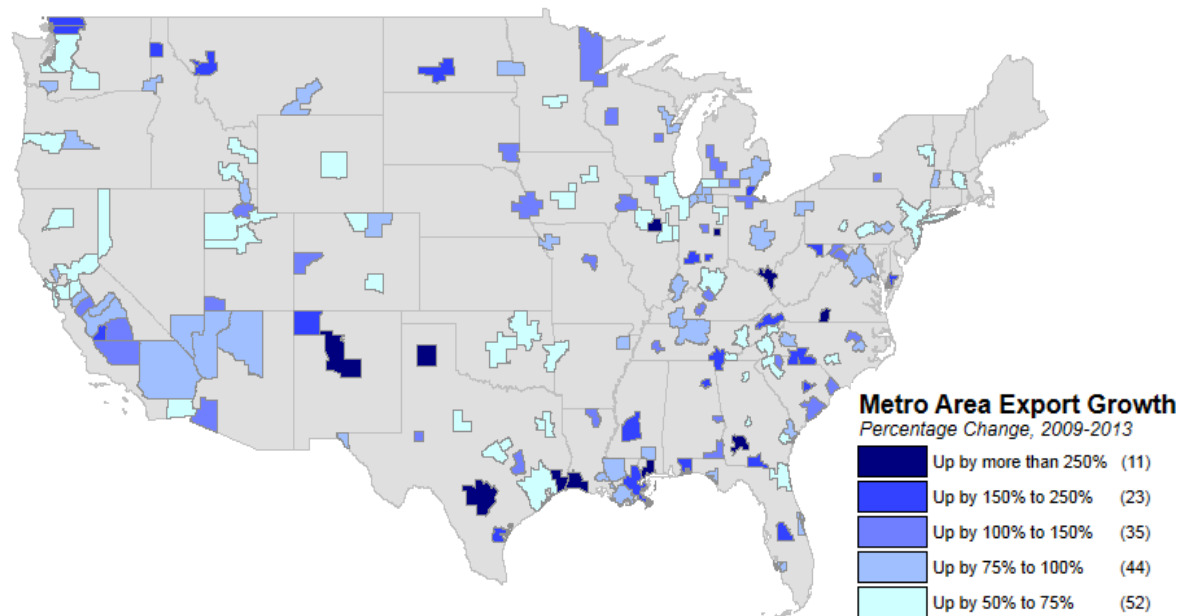 Metro Area Export Growth
Percentage Change, 2009-2013
Up by more than 250% (11)
Up by 150% to 250% (23)
Up by 100% to 150% (35)
Up by 75% to 100% (44)
Up by 50% to 75% (52)